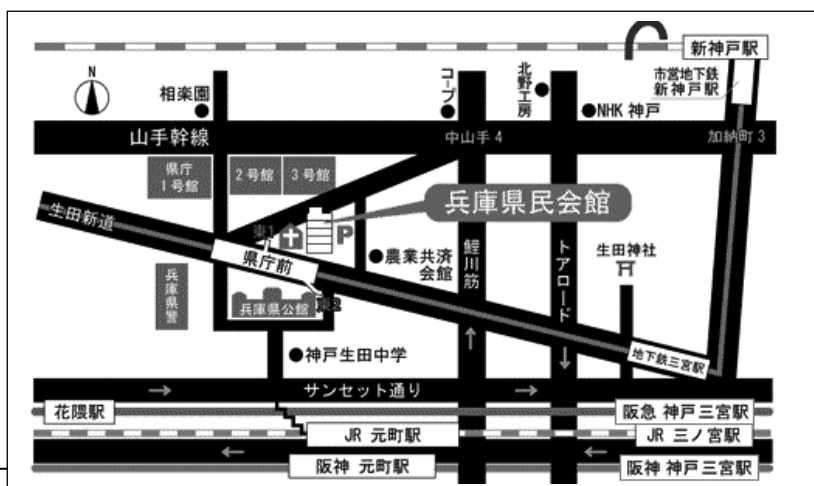 新神戸駅
市営地下鉄
新神戸駅
N
相楽園
コープ
北野工房
NHK 神戸
山手幹線
中山手 4
加納町 3
県庁
1号館
2号館
3号館
兵庫県民会館
生田新道
東1
P
県庁前
農業共済
会館
鯉川筋
トアロード
生田神社
兵庫県警
兵庫県公館
東2
神戸生田中学
地下鉄三宮駅
サンセット通り
花隈駅
阪急 神戸三宮駅
JR 元町駅
JR 三ノ宮駅
阪神 元町駅
阪神 神戸三宮駅